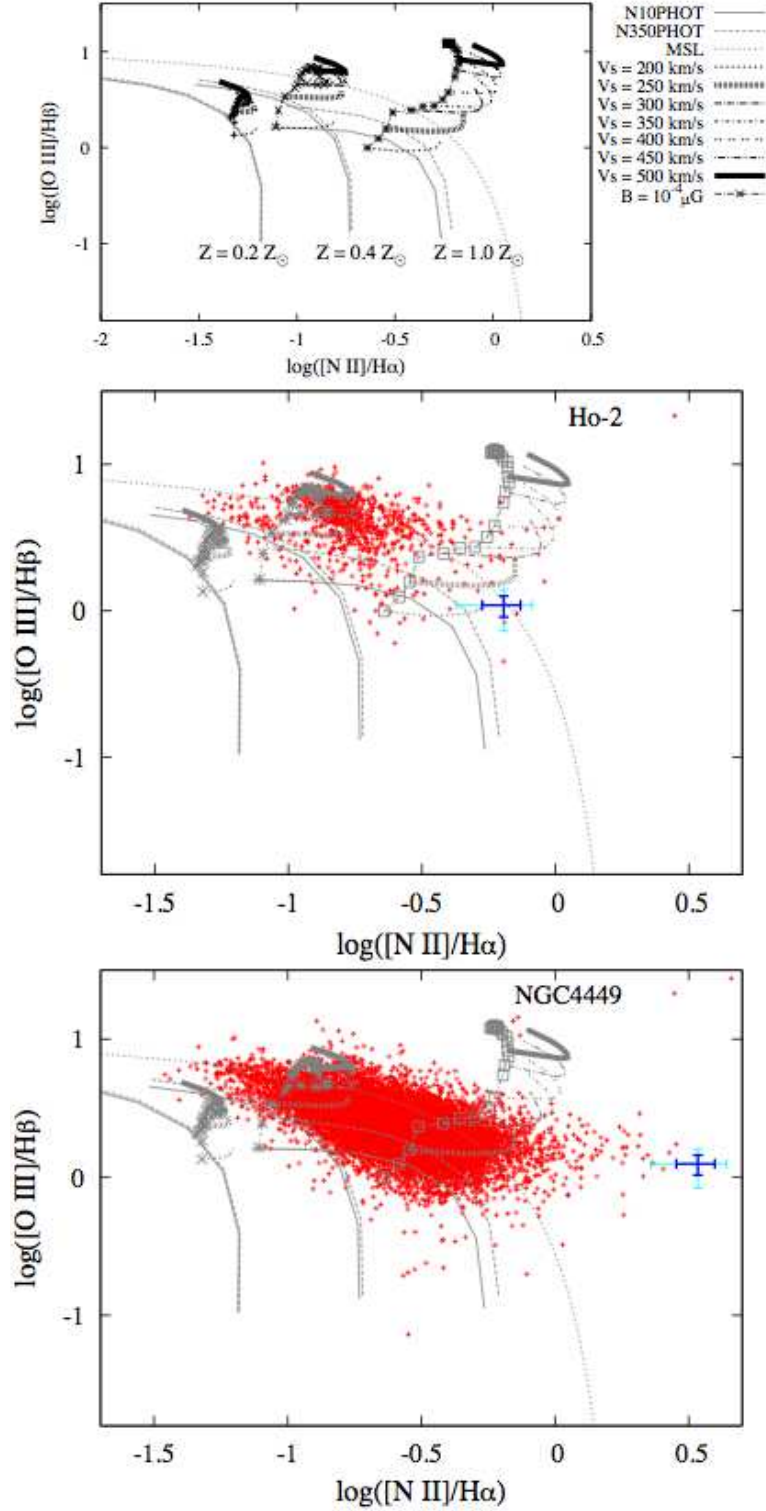 N10PHOT
N350PHOT
MSL
Vs = 200 km/s
Vs = 250 km/s
Vs = 300 km/s
Vs = 350 km/s
Vs = 400 km/s
Vs = 450 km/s
Vs = 500 km/s
B = 10⁻⁴μG
1
0
-1
log([O III]/Hβ)
Z = 0.2 Z☉ Z = 0.4 Z☉ Z = 1.0 Z☉
-2 -1.5 -1 -0.5 0 0.5
log([N II]/Hα)
Ho-2
1
0
-1
log([O III]/Hβ)
-1.5 -1 -0.5 0 0.5
log([N II]/Hα)
NGC4449
1
0
-1
log([O III]/Hβ)
-1.5 -1 -0.5 0 0.5
log([N II]/Hα)